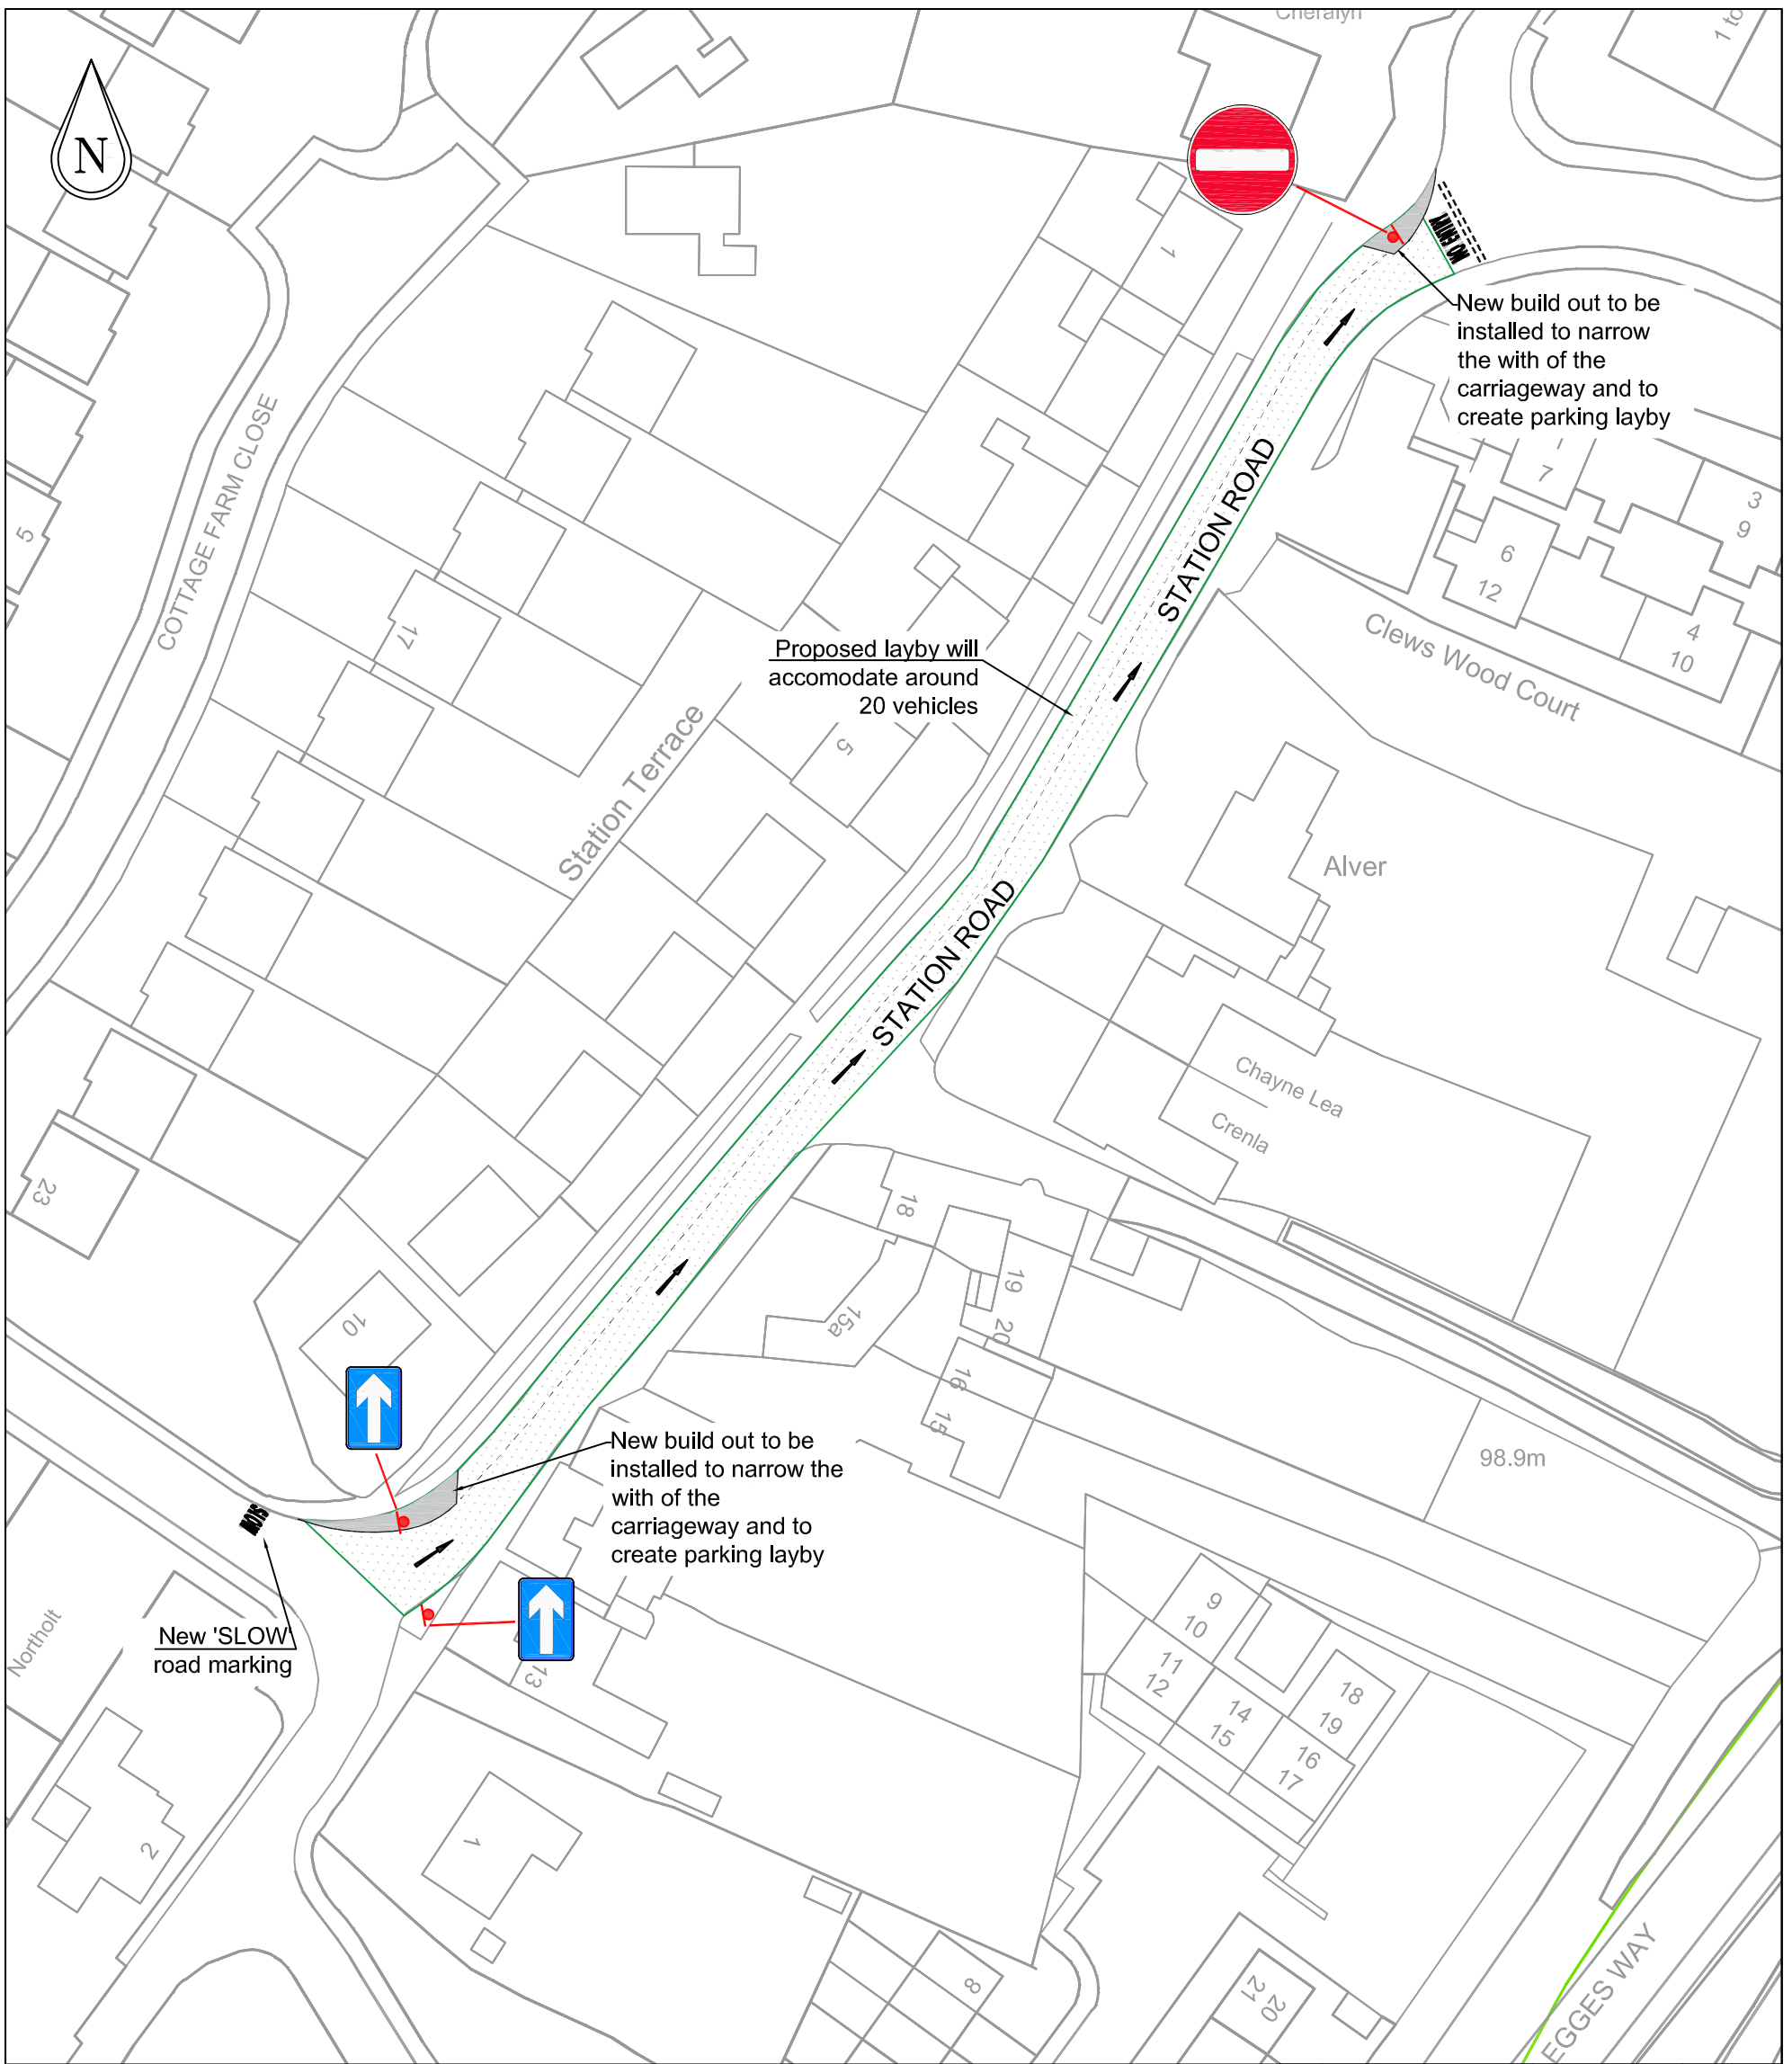 Cheralyn
1 to
N
NO ENTRY
1
New build out to be
installed to narrow
the with of the
carriageway and to
create parking layby
COTTAGE FARM CLOSE
5
STATION ROAD
7
3
9
6
12
4
10
17
Clews Wood Court
Proposed layby will
accomodate around
20 vehicles
Station Terrace
5
Alver
STATION ROAD
Chayne Lea
Crenla
23
18
19
20
15a
10
16
15
98.9m
New build out to be
installed to narrow the
with of the
carriageway and to
create parking layby
SLOW
New 'SLOW'
road marking
Northolt
13
9
10
11
12
14
15
18
19
16
17
2
1
8
21
20
EGGES WAY